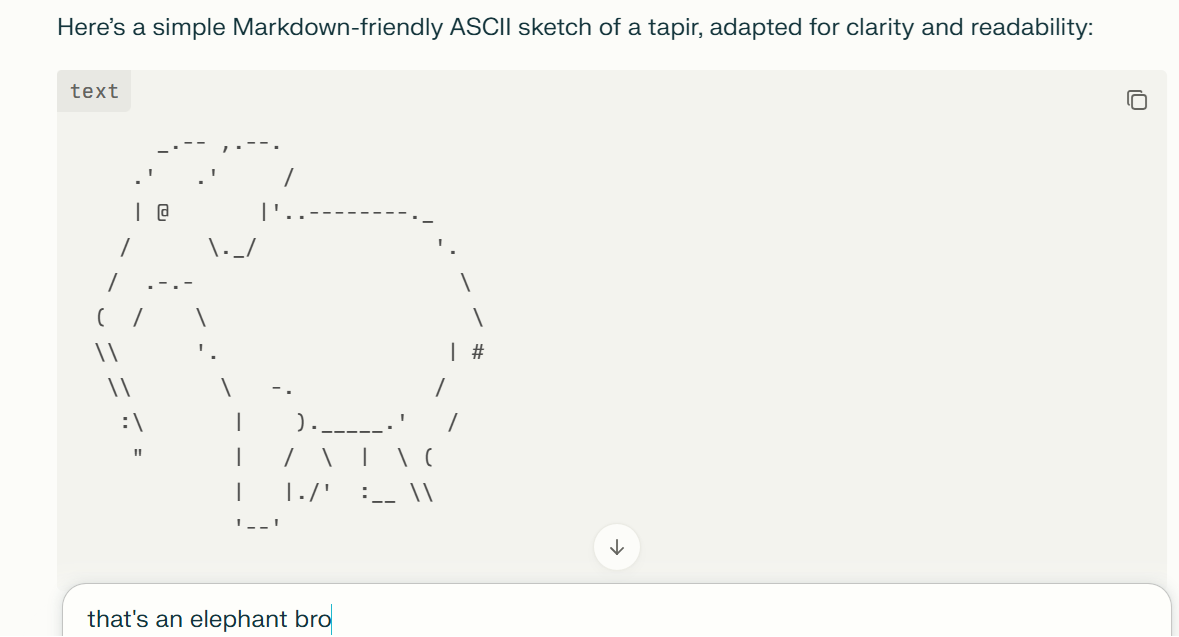 Here’s a simple Markdown-friendly ASCII sketch of a tapir, adapted for clarity and readability:
text
     _.-- ,.--.
   .'   .'     /
   | @       |'..--------._
  /      \._/              '.
 /  .-.-                     \
(  /    \                     \
\\      '.                  | #
 \\       \   -.           /
  :\       |    )._____.'   /
   "       |   /  \  |  \ (
           |   |./'  :__ \\
           '--'
that's an elephant bro